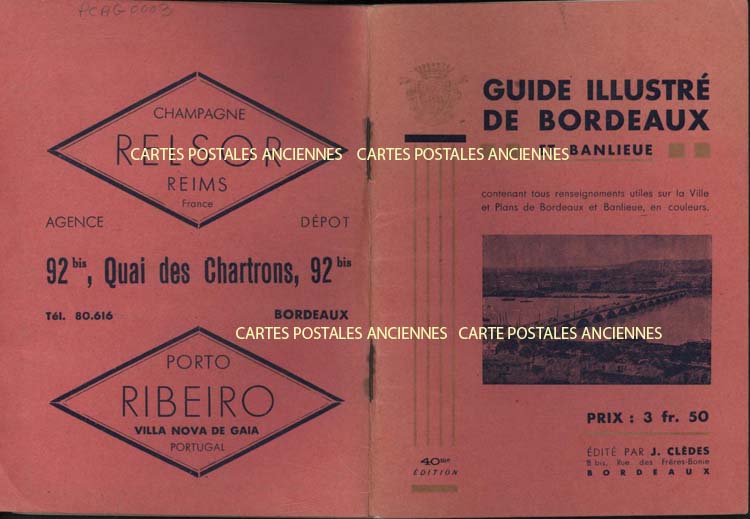 ACAG0003
CHAMPAGNE
RELSOR
REIMS
France
AGENCE DÉPOT
92 bis, Quai des Chartrons, 92 bis
Tél. 80.616 BORDEAUX
PORTO
RIBEIRO
VILLA NOVA DE GAIA
PORTUGAL
GUIDE ILLUSTRÉ
DE BORDEAUX
ET BANLIEUE
contenant tous renseignements utiles sur la Ville
et Plans de Bordeaux et Banlieue, en couleurs.
PRIX : 3 fr. 50
40me
ÉDITION
ÉDITÉ PAR J. CLÈDES
8 bis, Rue des Frères-Bonie
BORDEAUX
CARTES POSTALES ANCIENNES CARTES POSTALES ANCIENNES
CARTES POSTALES ANCIENNES CARTE POSTALES ANCIENNES